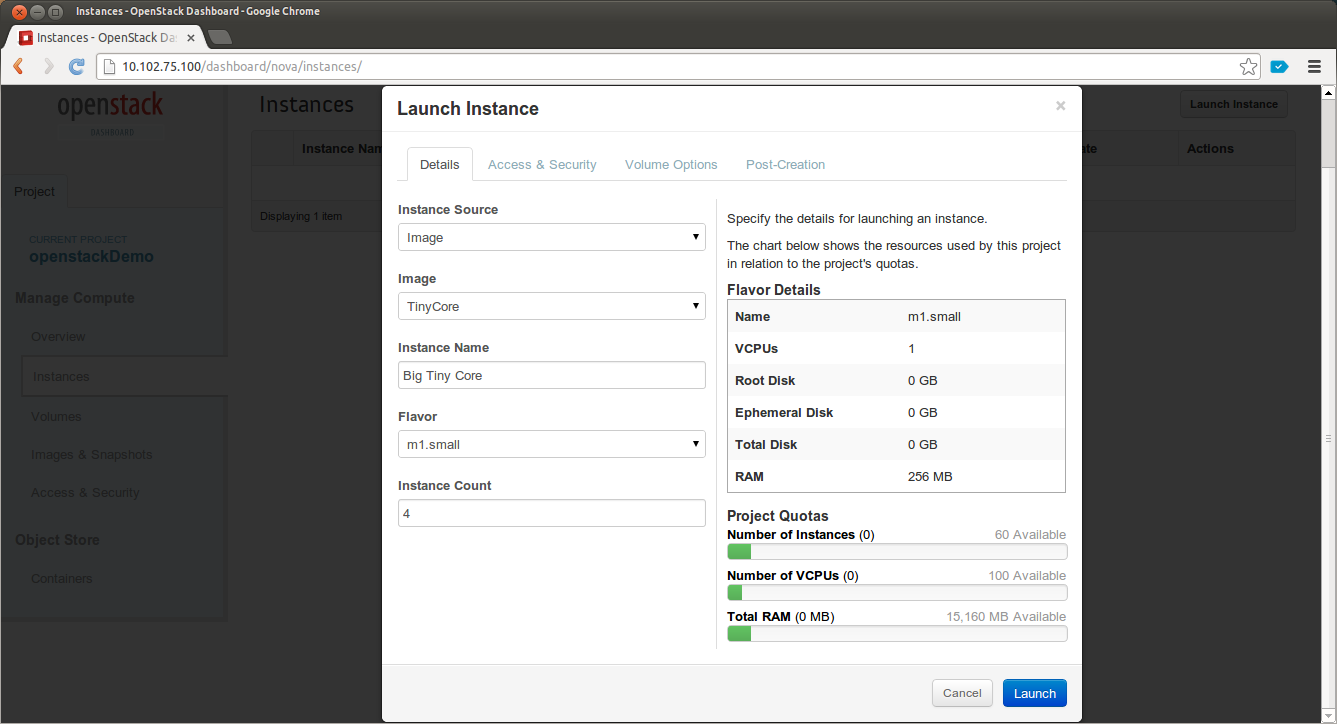 Instances - OpenStack Dashboard - Google Chrome
Instances - OpenStack Da
10.102.75.100/dashboard/nova/instances/
openstack
DASHBOARD
Project
CURRENT PROJECT
openstackDemo
Manage Compute
Overview
Instances
Volumes
Images & Snapshots
Access & Security
Object Store
Containers
Instances
Launch Instance
Instance Nam
ate
Actions
Displaying 1 item
Launch Instance
×
Details
Access & Security
Volume Options
Post-Creation
Instance Source
Image
Image
TinyCore
Instance Name
Big Tiny Core
Flavor
m1.small
Instance Count
4
Specify the details for launching an instance.
The chart below shows the resources used by this project
in relation to the project's quotas.
Flavor Details
Name m1.small
VCPUs 1
Root Disk 0 GB
Ephemeral Disk 0 GB
Total Disk 0 GB
RAM 256 MB
Project Quotas
Number of Instances (0) 60 Available
Number of VCPUs (0) 100 Available
Total RAM (0 MB) 15,160 MB Available
Cancel
Launch